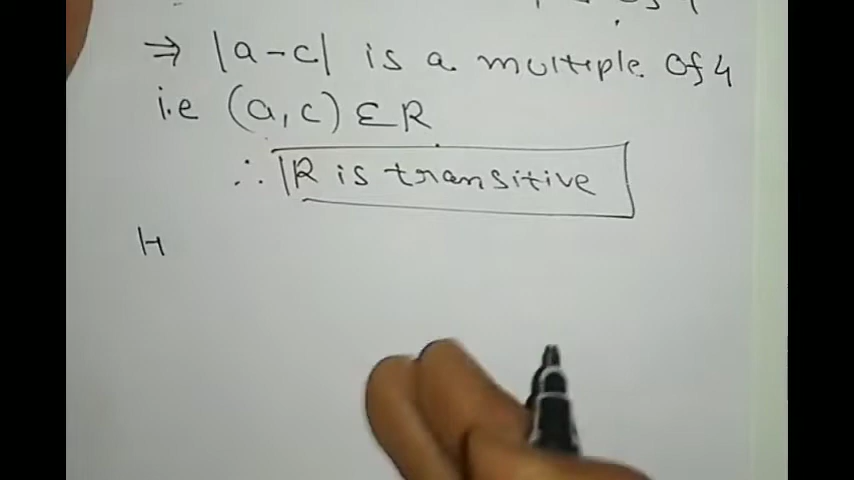 ⇒ |a-c| is a multiple of 4
i.e (a,c) ∈ R
∴ R is transitive
H